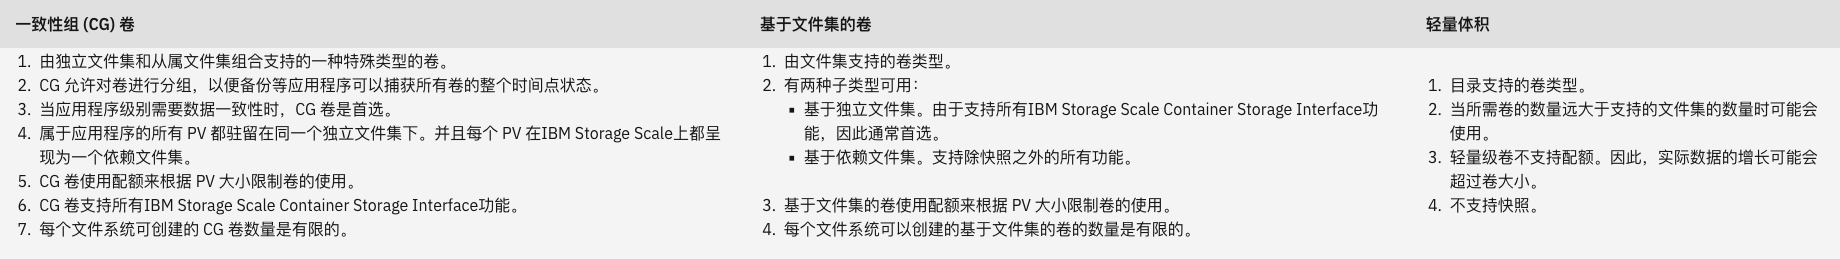 一致性组 (CG) 卷
1. 由独立文件集和从属文件集组合支持的一种特殊类型的卷。
2. CG 允许对卷进行分组，以便备份等应用程序可以捕获所有卷的整个时间点状态。
3. 当应用程序级别需要数据一致性时，CG 卷是首选。
4. 属于应用程序的所有 PV 都驻留在同一个独立文件集下。并且每个 PV 在IBM Storage Scale上都呈
现为一个依赖文件集。
5. CG 卷使用配额来根据 PV 大小限制卷的使用。
6. CG 卷支持所有IBM Storage Scale Container Storage Interface功能。
7. 每个文件系统可创建的 CG 卷数量是有限的。
基于文件集的卷
1. 由文件集支持的卷类型。
2. 有两种子类型可用：
▪ 基于独立文件集。由于支持所有IBM Storage Scale Container Storage Interface功
能，因此通常首选。
▪ 基于依赖文件集。支持除快照之外的所有功能。
3. 基于文件集的卷使用配额来根据 PV 大小限制卷的使用。
4. 每个文件系统可以创建的基于文件集的卷的数量是有限的。
轻量体积
1. 目录支持的卷类型。
2. 当所需卷的数量远大于支持的文件集的数量时可能会
使用。
3. 轻量级卷不支持配额。因此，实际数据的增长可能会
超过卷大小。
4. 不支持快照。